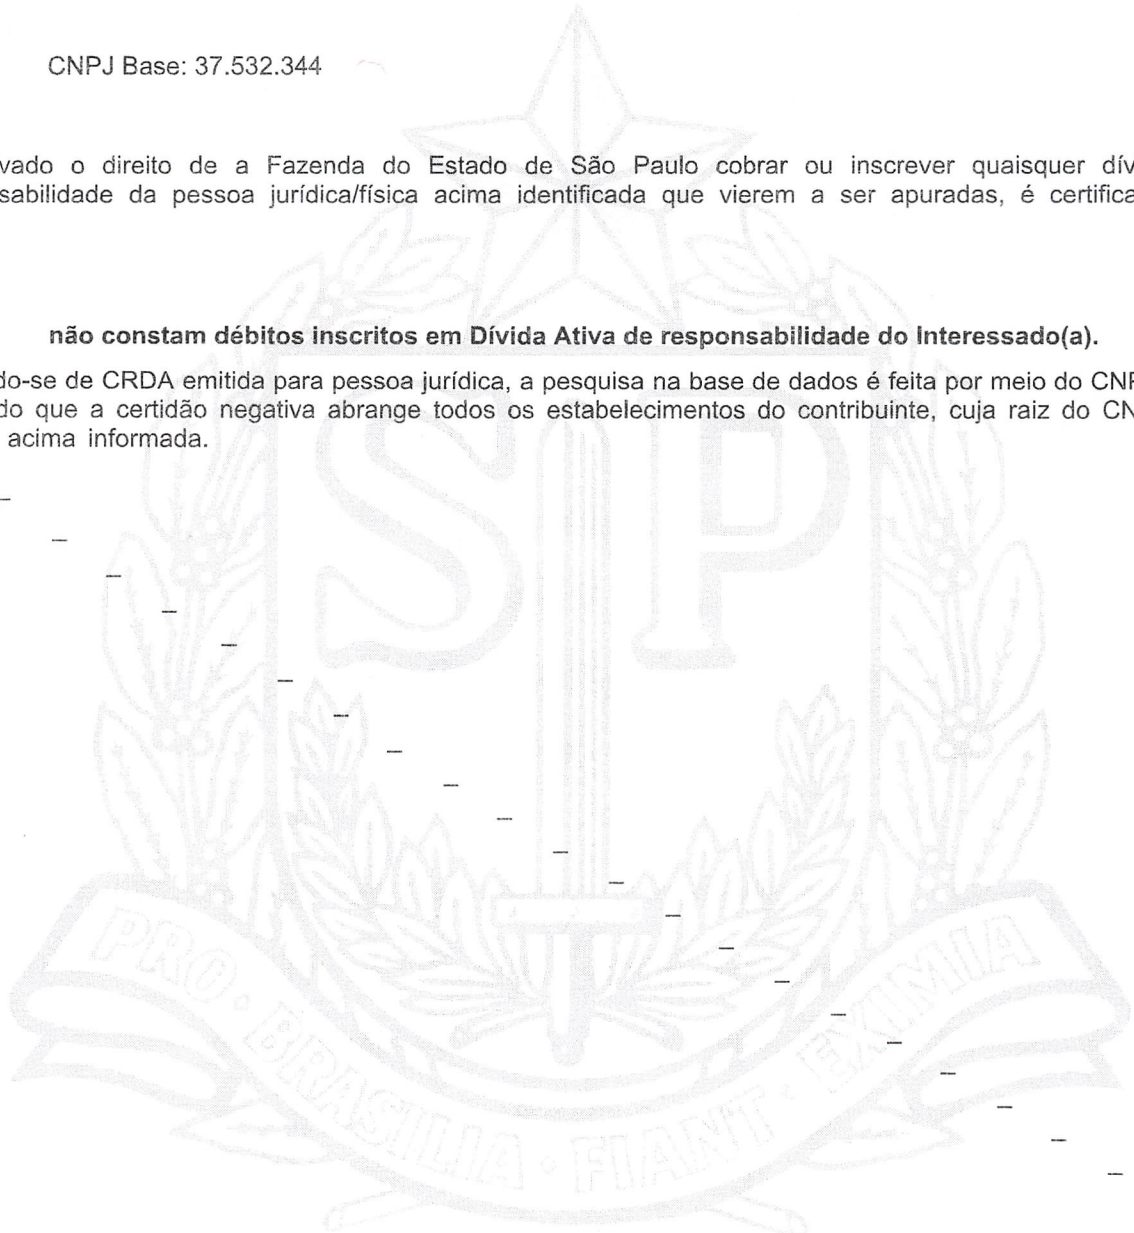 CNPJ Base: 37.532.344
vado o direito de a Fazenda do Estado de São Paulo cobrar ou inscrever quaisquer dív
sabilidade da pessoa jurídica/física acima identificada que vierem a ser apuradas, é certifica
não constam débitos inscritos em Dívida Ativa de responsabilidade do Interessado(a).
do-se de CRDA emitida para pessoa jurídica, a pesquisa na base de dados é feita por meio do CNP
do que a certidão negativa abrange todos os estabelecimentos do contribuinte, cuja raiz do CN
acima informada.
SP
PRO · BRASILIA · FIANT · EXIMIA